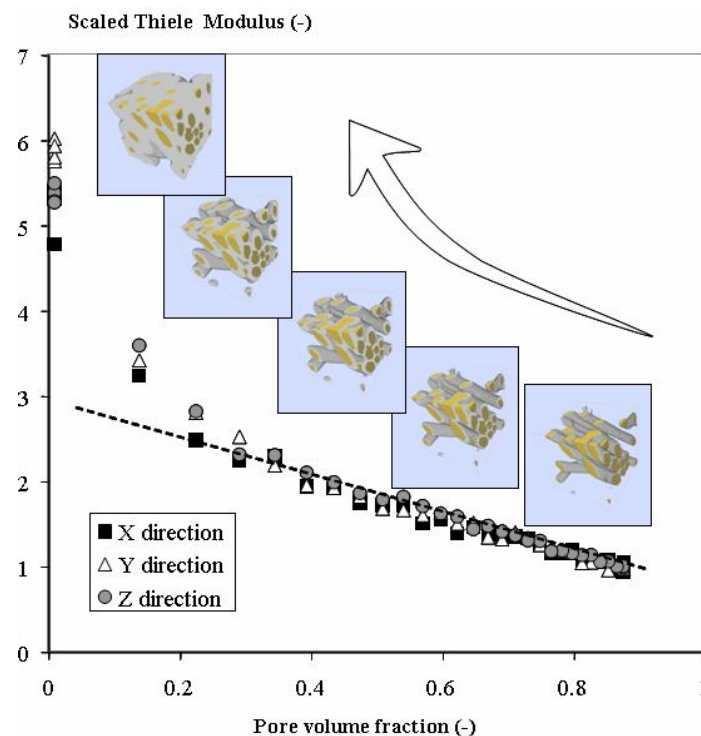 Scaled Thiele Modulus (-)
7
6
5
4
3
2
1
0
X direction
Y direction
Z direction
0 0.2 0.4 0.6 0.8 1
Pore volume fraction (-)